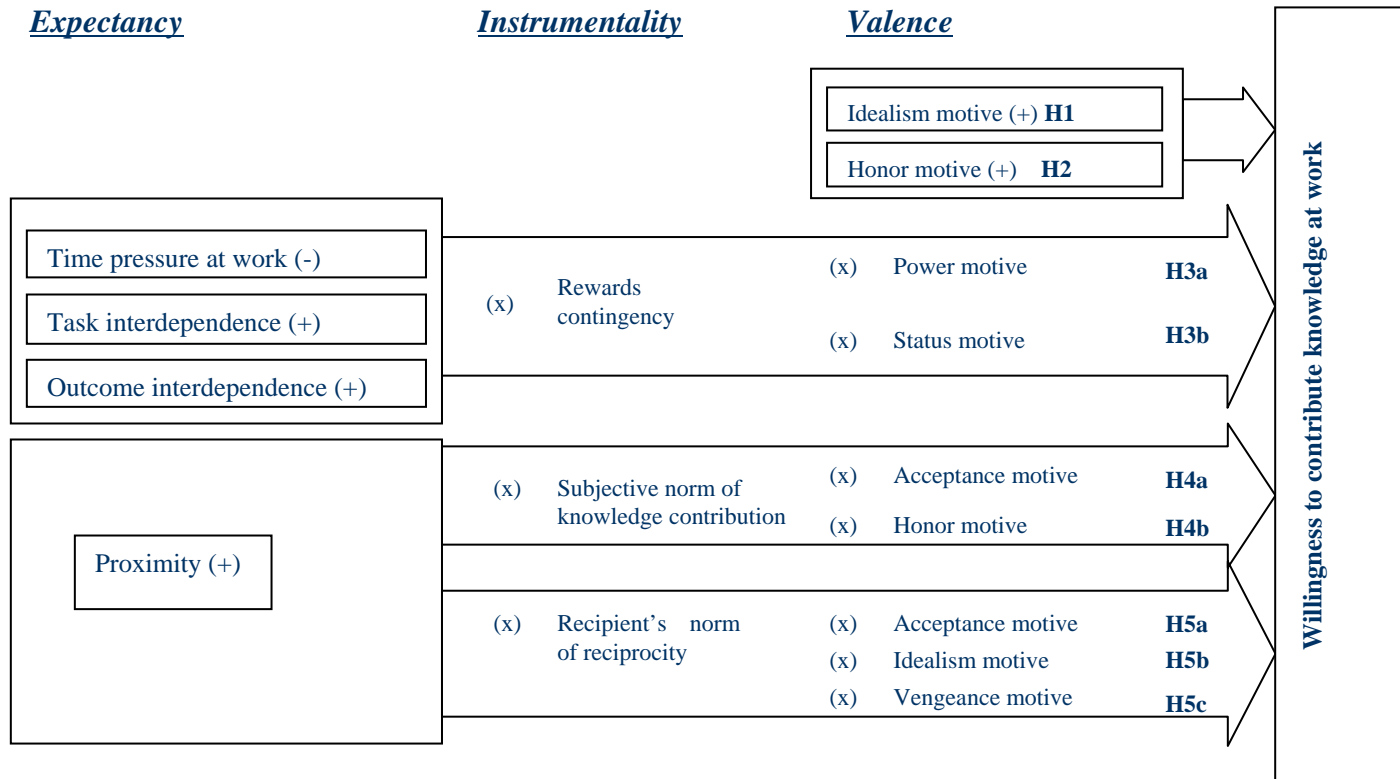 Expectancy
Instrumentality
Valence
Idealism motive (+) H1
Honor motive (+) H2
Time pressure at work (-)
Task interdependence (+)
Outcome interdependence (+)
(x) Rewards
contingency
(x) Power motive H3a
(x) Status motive H3b
Proximity (+)
(x) Subjective norm of
knowledge contribution
(x) Acceptance motive H4a
(x) Honor motive H4b
(x) Recipient’s norm
of reciprocity
(x) Acceptance motive H5a
(x) Idealism motive H5b
(x) Vengeance motive H5c
Willingness to contribute knowledge at work